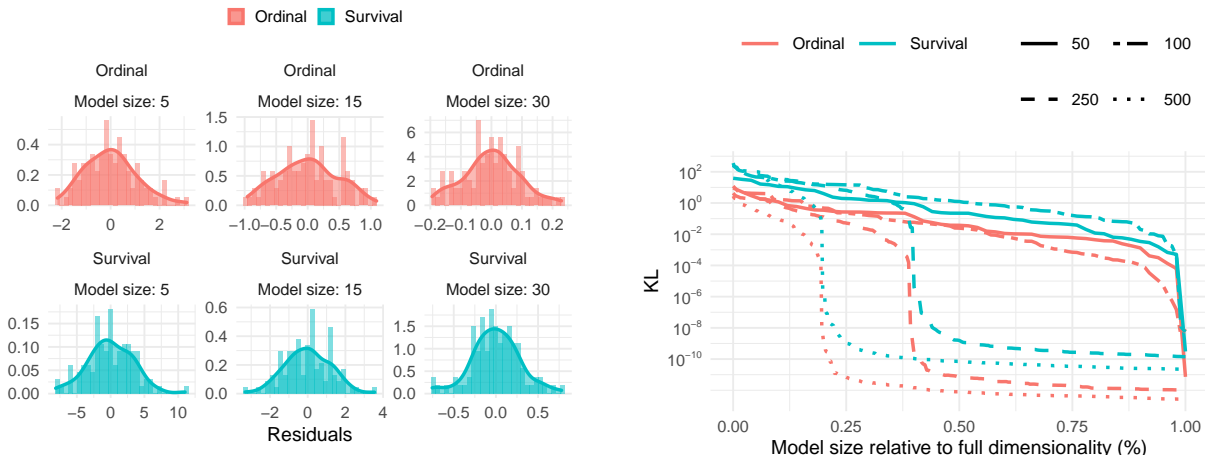 Ordinal Survival
Ordinal Ordinal Ordinal
Model size: 5 Model size: 15 Model size: 30
0.4
0.2
0.0
−2 0 2
1.5
1.0
0.5
0.0
−1.0−0.5 0.0 0.5 1.0
6
4
2
0
−0.2−0.1 0.0 0.1 0.2
Survival Survival Survival
Model size: 5 Model size: 15 Model size: 30
0.15
0.10
0.05
0.00
−5 0 5 10
0.6
0.4
0.2
0.0
0 4
1.5
1.0
0.5
0.0
−0.5 0.0 0.5
Residuals
Ordinal Survival 50 100
250 500
KL
10²
10⁰
10⁻²
10⁻⁴
10⁻⁶
10⁻⁸
10⁻¹⁰
0.00 0.25 0.50 0.75 1.00
Model size relative to full dimensionality (%)